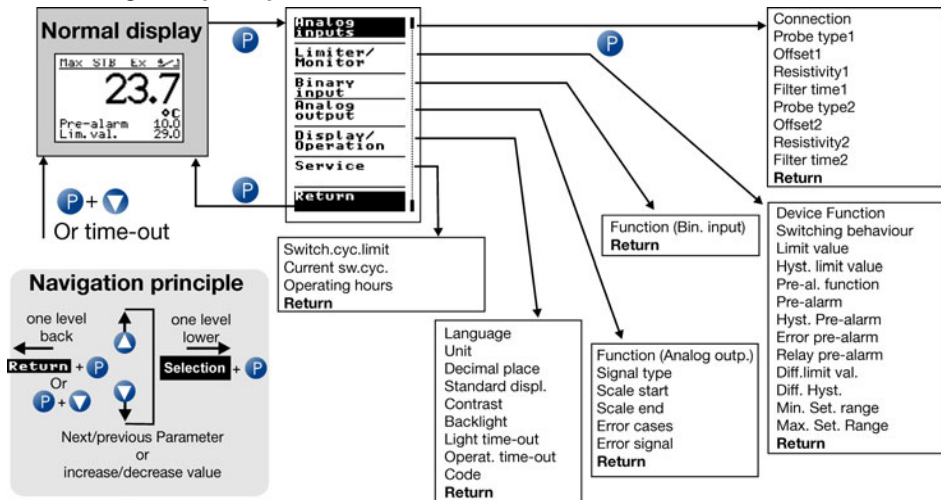 Normal display
Max STB Ex
23.7
°C
Pre-alarm 10.0
Lim.val. 29.0
P
P
P + ▽
Or time-out
Analog
inputs
Limiter/
Monitor
Binary
input
Analog
output
Display/
Operation
Service
Return
P
Connection
Probe type1
Offset1
Resistivity1
Filter time1
Probe type2
Offset2
Resistivity2
Filter time2
Return
Function (Bin. input)
Return
Device Function
Switching behaviour
Limit value
Hyst. limit value
Pre-al. function
Pre-alarm
Hyst. Pre-alarm
Error pre-alarm
Relay pre-alarm
Diff.limit val.
Diff. Hyst.
Min. Set. range
Max. Set. Range
Return
Switch.cyc.limit
Current sw.cyc.
Operating hours
Return
Language
Unit
Decimal place
Standard displ.
Contrast
Backlight
Light time-out
Operat. time-out
Code
Return
Function (Analog outp.)
Signal type
Scale start
Scale end
Error cases
Error signal
Return
Navigation principle
one level
back
Return + P
Or
P + ▽
one level
lower
Selection + P
Next/previous Parameter
or
increase/decrease value